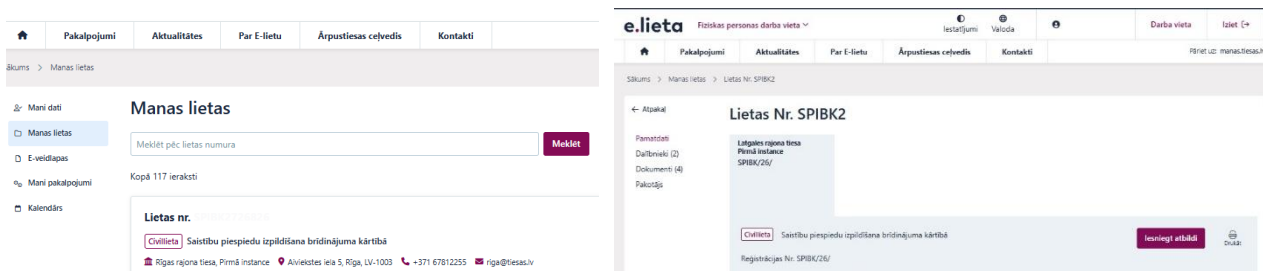 Pakalpojumi Aktualitātes Par E-lietu Ārpustiesas ceļvedis Kontakti
ākums > Manas lietas
Mani dati
Manas lietas
E-veidlapas
Mani pakalpojumi
Kalendārs
Manas lietas
Meklēt pēc lietas numura Meklēt
Kopā 117 ieraksti
Lietas nr.
Civillieta Saistību piespiedu izpildīšana brīdinājuma kārtībā
Rīgas rajona tiesa, Pirmā instance Aiviekstes iela 5, Rīga, LV-1003 +371 67812255 riga@tiesas.lv
e.lieta Fiziskas personas darba vieta Iestatījumi Valoda Darba vieta Iziet
Pakalpojumi Aktualitātes Par E-lietu Ārpustiesas ceļvedis Kontakti Pāriet uz: manas.tiesas.l
Sākums > Manas lietas > Lietas Nr. SPIBK2
← Atpakaļ
Pamatdati
Dalībnieki (2)
Dokumenti (4)
Pakotājs
Lietas Nr. SPIBK2
Latgales rajona tiesa
Pirmā instance
SPIBK/26/
Civillieta Saistību piespiedu izpildīšana brīdinājuma kārtībā
Iesniegt atbildi Drukāt
Reģistrācijas Nr. SPIBK/26/